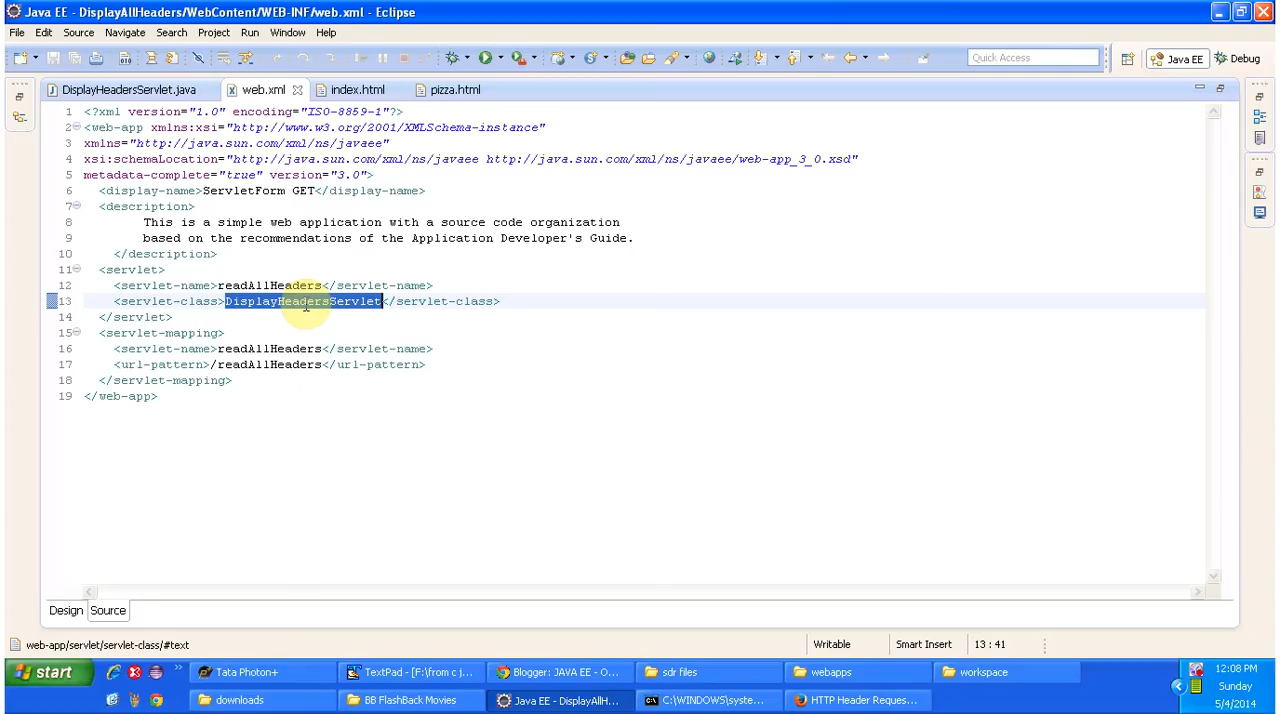 Java EE - DisplayAllHeaders/WebContent/WEB-INF/web.xml - Eclipse
File Edit Source Navigate Search Project Run Window Help
Quick Access
Java EE
Debug
DisplayHeadersServlet.java
web.xml
index.html
pizza.html
1 <?xml version="1.0" encoding="ISO-8859-1"?>
2 <web-app xmlns:xsi="http://www.w3.org/2001/XMLSchema-instance"
3 xmlns="http://java.sun.com/xml/ns/javaee"
4 xsi:schemaLocation="http://java.sun.com/xml/ns/javaee http://java.sun.com/xml/ns/javaee/web-app_3_0.xsd"
5 metadata-complete="true" version="3.0">
6 <display-name>ServletForm GET</display-name>
7 <description>
8 This is a simple web application with a source code organization
9 based on the recommendations of the Application Developer's Guide.
10 </description>
11 <servlet>
12 <servlet-name>readAllHeaders</servlet-name>
13 <servlet-class>DisplayHeadersServlet</servlet-class>
14 </servlet>
15 <servlet-mapping>
16 <servlet-name>readAllHeaders</servlet-name>
17 <url-pattern>/readAllHeaders</url-pattern>
18 </servlet-mapping>
19 </web-app>
Design Source
web-app/servlet/servlet-class/#text
Writable
Smart Insert
13 : 41
start
Tata Photon+
TextPad - [F:\from c j...
Blogger: JAVA EE - O...
sdr files
webapps
workspace
12:08 PM
Sunday
5/4/2014
downloads
BB FlashBack Movies
Java EE - DisplayAllH...
C:\WINDOWS\syste...
HTTP Header Reques...